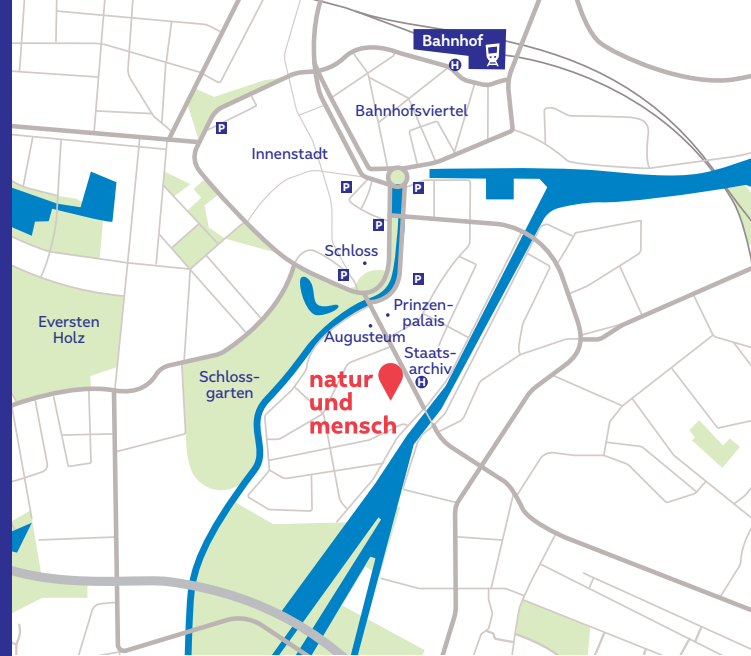 Bahnhof
H
Bahnhofsviertel
P
Innenstadt
P
P
P
Schloss
P
P
Prinzen-
palais
Augusteum
Eversten
Holz
Staats-
archiv
H
Schloss-
garten
natur
und
mensch